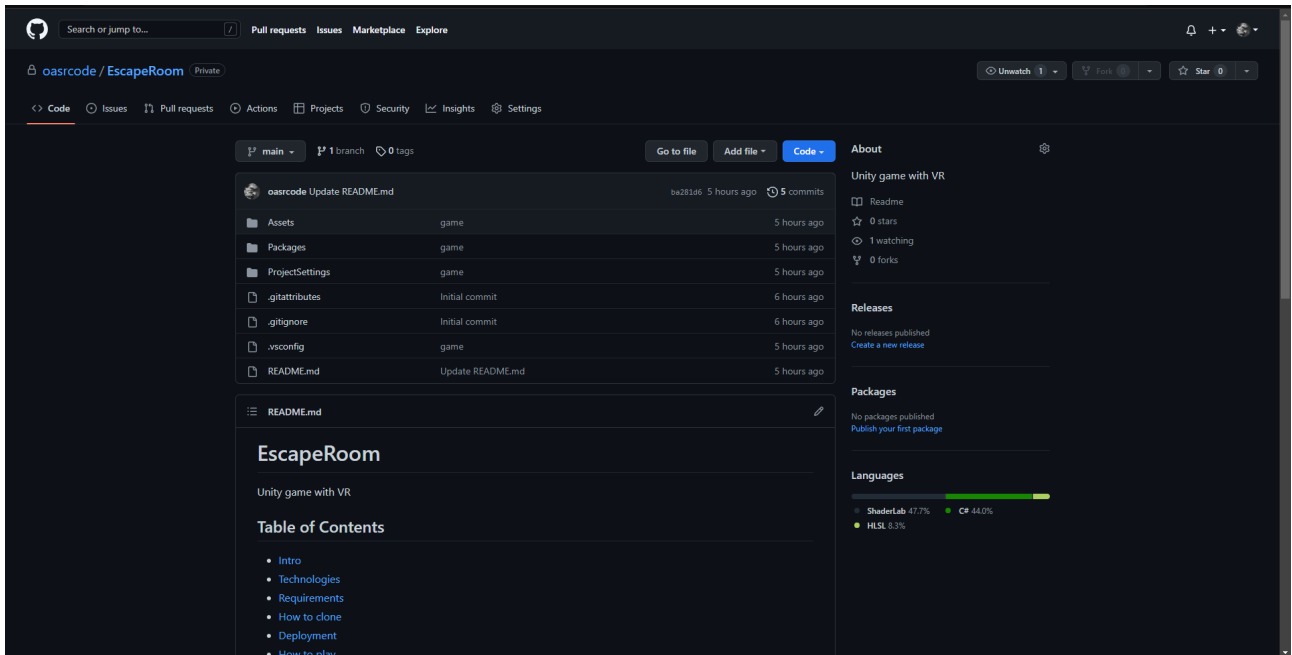 Search or jump to... / Pull requests Issues Marketplace Explore
oasrcode / EscapeRoom Private Unwatch 1 Fork 0 Star 0
<> Code Issues Pull requests Actions Projects Security Insights Settings
main 1 branch 0 tags Go to file Add file Code
oasrcode Update README.md ba281d6 5 hours ago 5 commits
Assets game 5 hours ago
Packages game 5 hours ago
ProjectSettings game 5 hours ago
.gitattributes Initial commit 6 hours ago
.gitignore Initial commit 6 hours ago
.vsconfig game 5 hours ago
README.md Update README.md 5 hours ago
README.md
EscapeRoom
Unity game with VR
Table of Contents
Intro
Technologies
Requirements
How to clone
Deployment
How to play
About
Unity game with VR
Readme
0 stars
1 watching
0 forks
Releases
No releases published
Create a new release
Packages
No packages published
Publish your first package
Languages
ShaderLab 47.7% C# 44.0%
HLSL 8.3%